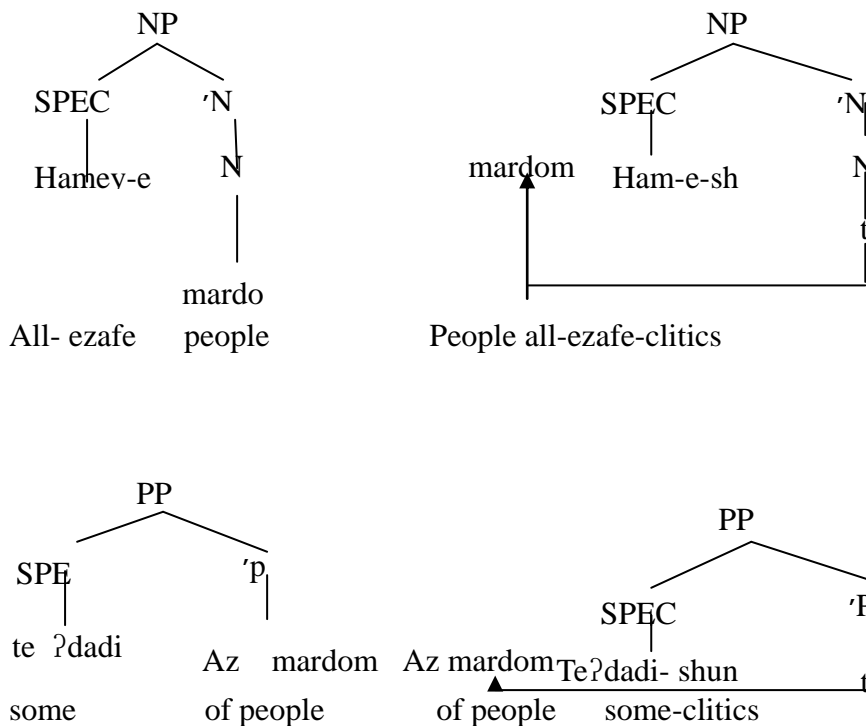 NP NP
SPEC ′N SPEC ′N
Hamey-e N mardom Ham-e-sh N
t
mardo
All- ezafe people People all-ezafe-clitics
PP PP
SPE ′p SPEC ′P
te ʔdadi Az mardom Az mardom Teʔdadi- shun t
some of people of people some-clitics